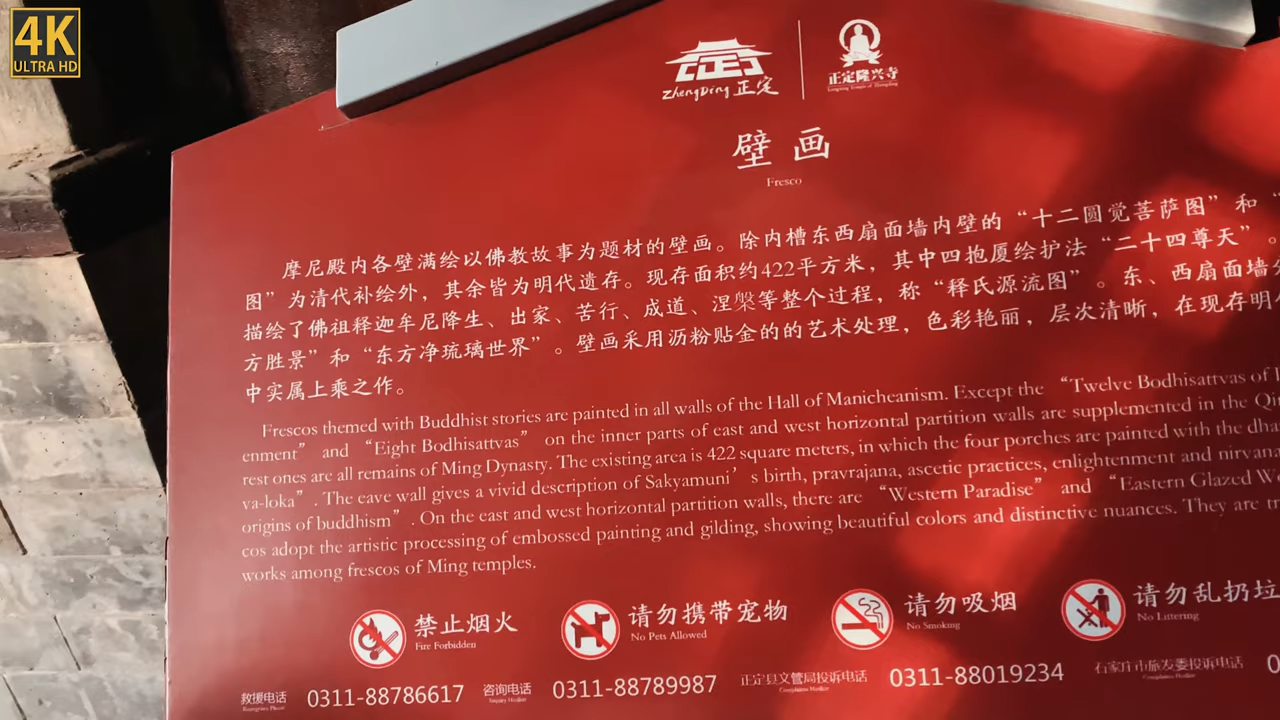 4K
ULTRA HD
ZhengDing 正定
正定隆兴寺
壁画
Fresco
摩尼殿内各壁满绘以佛教故事为题材的壁画。除内槽东西扇面墙内壁的“十二圆觉菩萨图”和“
图”为清代补绘外，其余皆为明代遗存。现存面积约422平方米，其中四抱厦绘护法“二十四尊天”。
描绘了佛祖释迦牟尼降生、出家、苦行、成道、涅槃等整个过程，称“释氏源流图”。东、西扇面墙
方胜景”和“东方净琉璃世界”。壁画采用沥粉贴金的的艺术处理，色彩艳丽，层次清晰，在现存明
中实属上乘之作。
Frescos themed with Buddhist stories are painted in all walls of the Hall of Manicheanism. Except the “Twelve Bodhisattvas of
enment” and “Eight Bodhisattvas” on the inner parts of east and west horizontal partition walls are supplemented in the
rest ones are all remains of Ming Dynasty. The existing area is 422 square meters, in which the four porches are painted with the
va-loka”. The eave wall gives a vivid description of Sakyamuni’s birth, pravrajana, ascetic practices, enlightenment and nirvana
origins of buddhism”. On the east and west horizontal partition walls, there are “Western Paradise” and “Eastern Glazed
cos adopt the artistic processing of embossed painting and gilding, showing beautiful colors and distinctive nuances. They are
works among frescos of Ming temples.
禁止烟火
Fire Forbidden
请勿携带宠物
No Pets Allowed
请勿吸烟
No Smoking
请勿乱扔垃
No Littering
救援电话 0311-88786617 咨询电话 0311-88789987 正定县文管局投诉电话 0311-88019234 石家庄市旅发委投诉电话 0